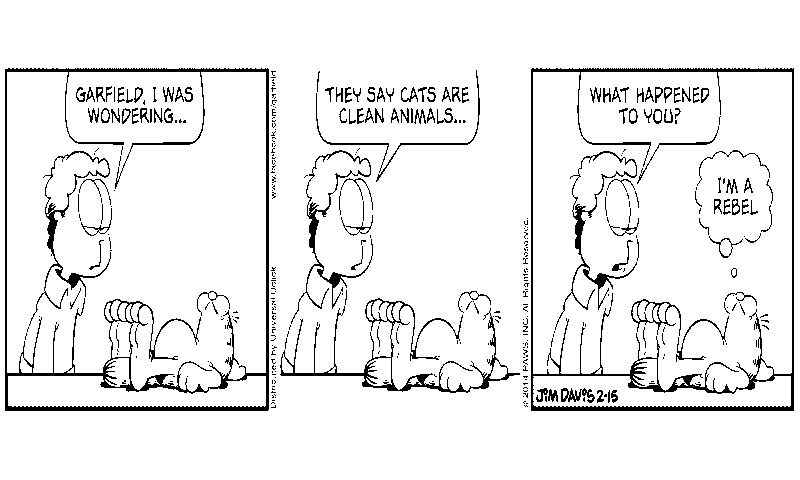 GARFIELD, I WAS
WONDERING...
THEY SAY CATS ARE
CLEAN ANIMALS...
WHAT HAPPENED
TO YOU?
I'M A
REBEL
Distributed by Universal Uclick
© 2014 PAWS, INC. All Rights Reserved.
JIM DAVIS 2-15